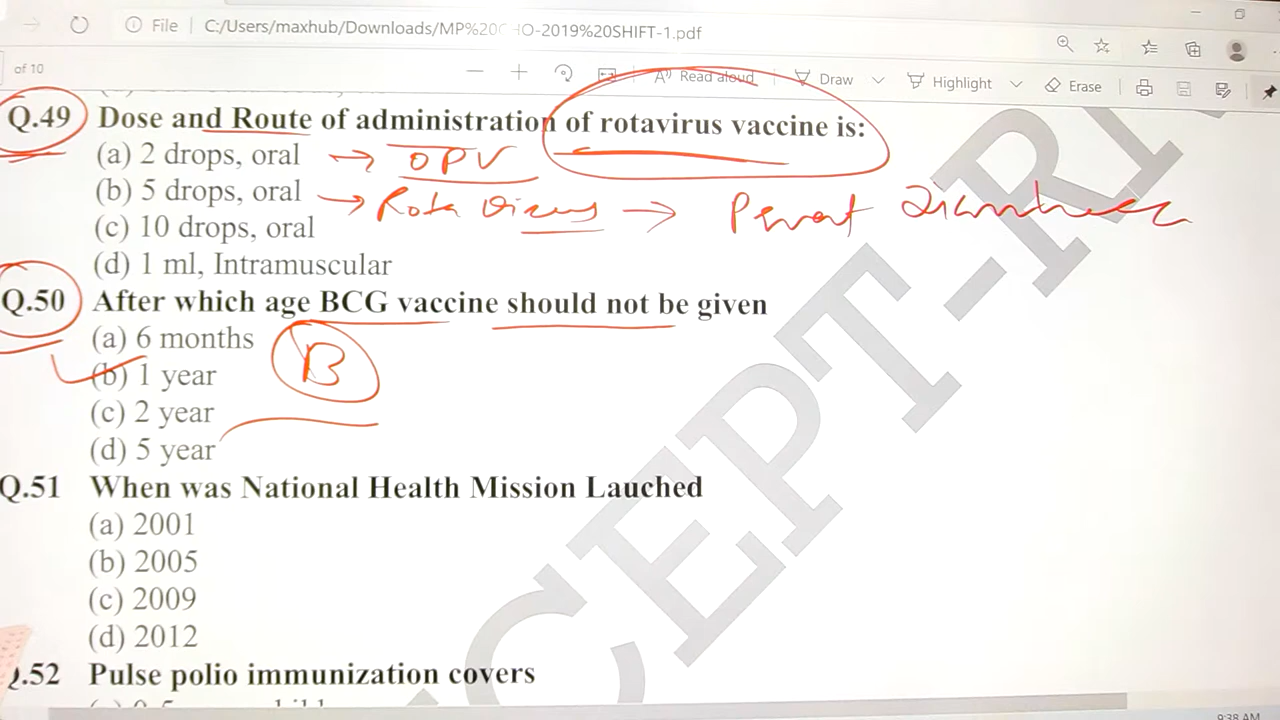 File C:/Users/maxhub/Downloads/MP%20 HO-2019%20SHIFT-1.pdf
of 10 Read aloud Draw Highlight Erase
Q.49 Dose and Route of administration of rotavirus vaccine is:
(a) 2 drops, oral → OPV
(b) 5 drops, oral → Rota Virus →
(c) 10 drops, oral
(d) 1 ml, Intramuscular
Q.50 After which age BCG vaccine should not be given
(a) 6 months
B
(b) 1 year
(c) 2 year
(d) 5 year
Q.51 When was National Health Mission Lauched
(a) 2001
(b) 2005
(c) 2009
(d) 2012
Q.52 Pulse polio immunization covers
9:38 AM